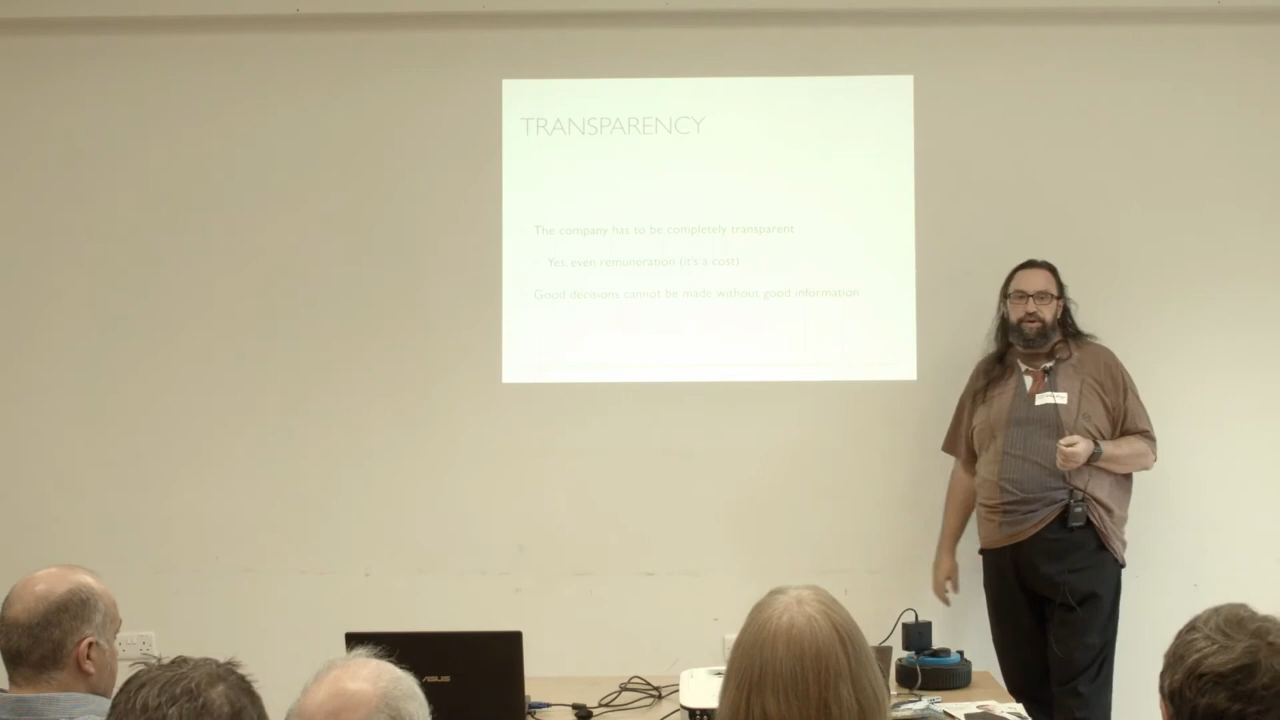 TRANSPARENCY
The company has to be completely transparent
Yes, even remuneration (it's a cost)
Good decisions cannot be made without good information
ASUS